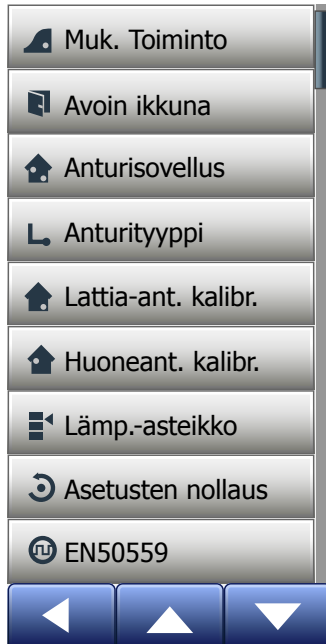 Muk. Toiminto
Avoin ikkuna
Anturisovellus
Anturityyppi
Lattia-ant. kalibr.
Huoneant. kalibr.
Lämp.-asteikko
Asetusten nollaus
EN50559